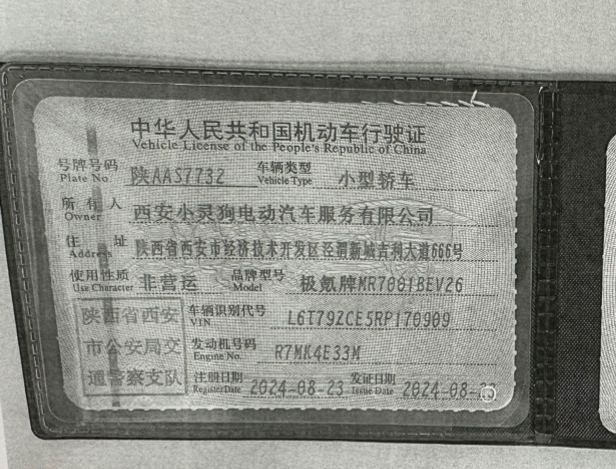 中华人民共和国机动车行驶证
Vehicle License of the People's Republic of China
号牌号码 陕AAS7732 车辆类型 小型轿车
Plate No. Vehicle Type
所有人 西安小灵狗电动汽车服务有限公司
Owner
住址 陕西省西安市经济技术开发区泾渭新城吉利大道666号
Address
使用性质 非营运 品牌型号 极氪牌MR7001BEV26
Use Character Model
陕西省西安 车辆识别代号 L6T79ZCE5RP170909
VIN
市公安局交 发动机号码 R7MK4E33M
Engine No.
通警察支队 注册日期 2024-08-23 发证日期 2024-08-23
Register Date Issue Date